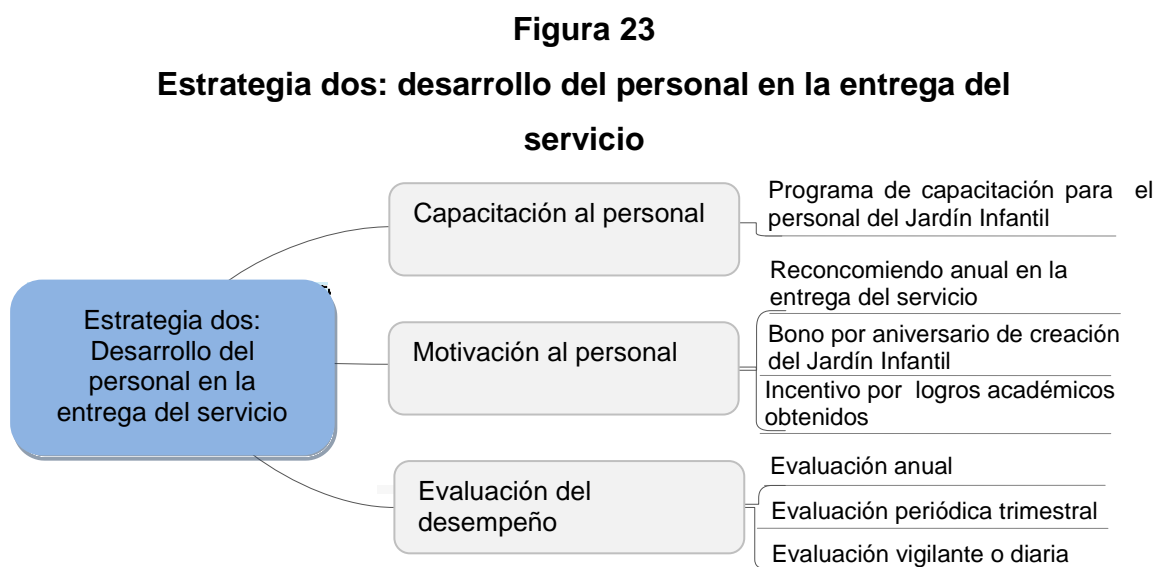 Figura 23
Estrategia dos: desarrollo del personal en la entrega del
servicio
Estrategia dos:
Desarrollo del
personal en la
entrega del servicio
Capacitación al personal
Programa de capacitación para el
personal del Jardín Infantil
Motivación al personal
Reconcomiendo anual en la
entrega del servicio
Bono por aniversario de creación
del Jardín Infantil
Incentivo por logros académicos
obtenidos
Evaluación del
desempeño
Evaluación anual
Evaluación periódica trimestral
Evaluación vigilante o diaria